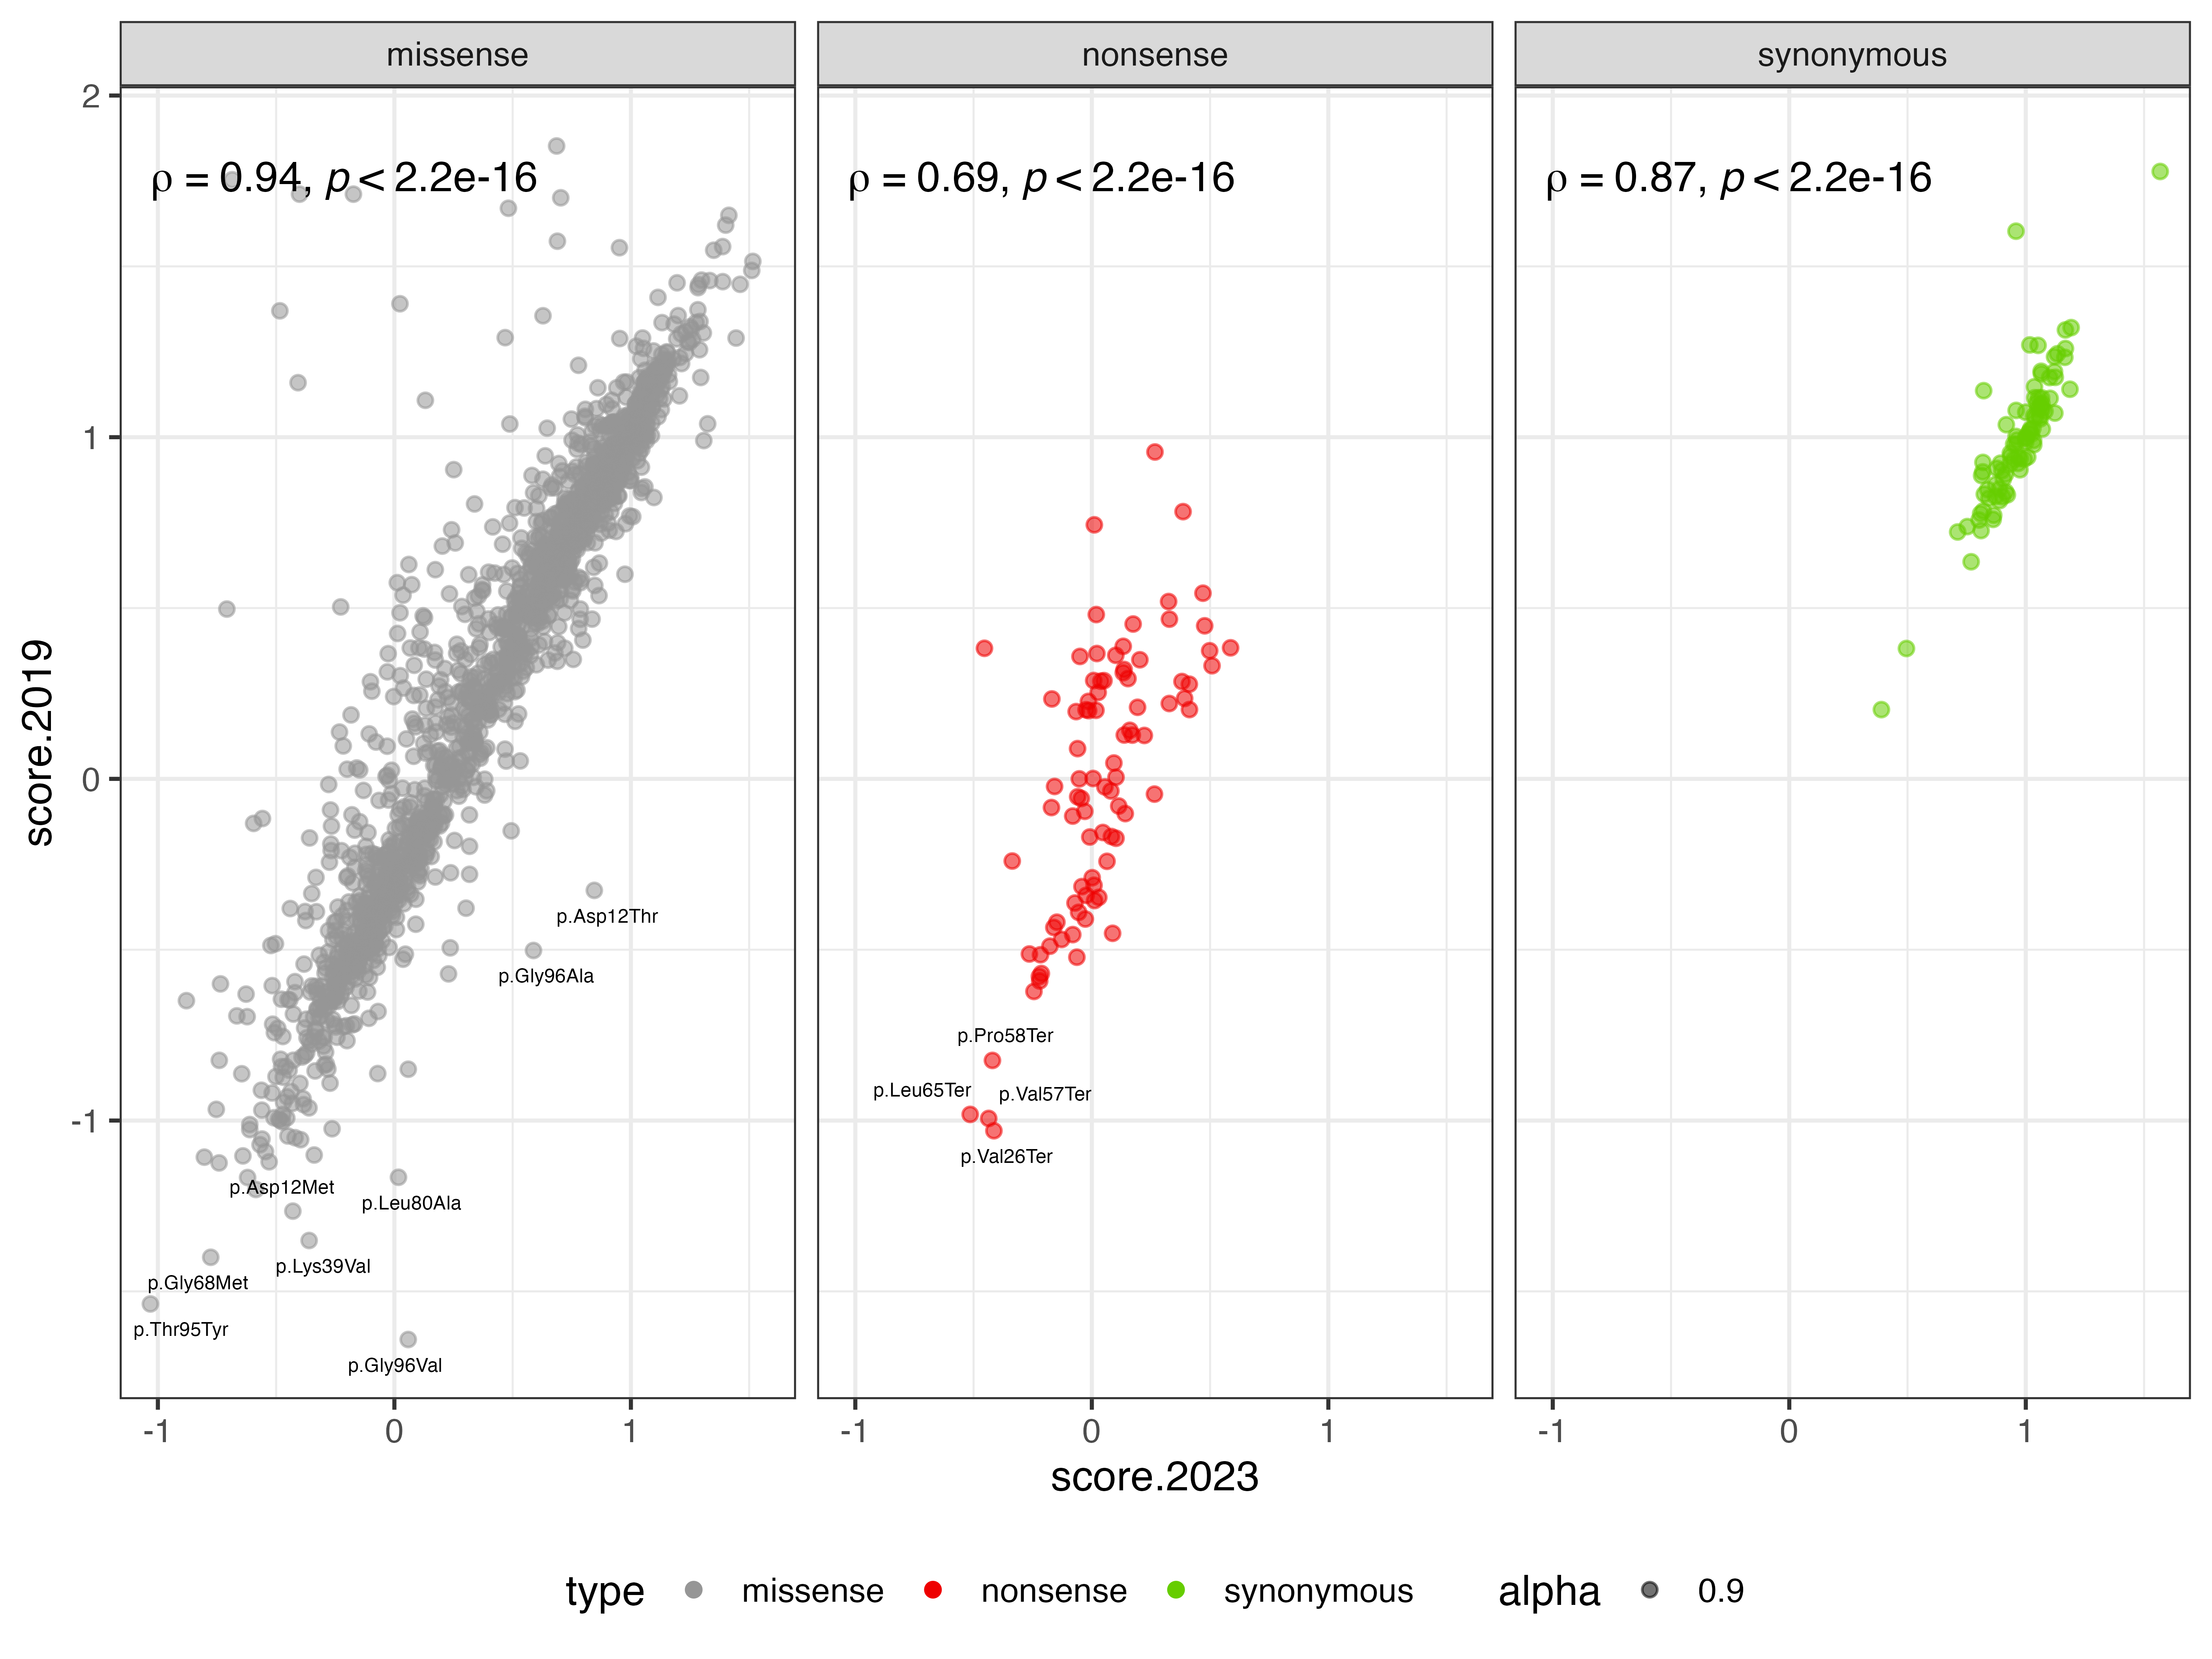 missense nonsense synonymous
ρ = 0.94, p < 2.2e-16 ρ = 0.69, p < 2.2e-16 ρ = 0.87, p < 2.2e-16
2
1
0
-1
score.2019
p.Asp12Thr
p.Gly96Ala
p.Asp12Met
p.Leu80Ala
p.Lys39Val
p.Gly68Met
p.Thr95Tyr
p.Gly96Val
p.Pro58Ter
p.Leu65Ter p.Val57Ter
p.Val26Ter
-1 0 1 -1 0 1 -1 0 1
score.2023
type missense nonsense synonymous alpha 0.9